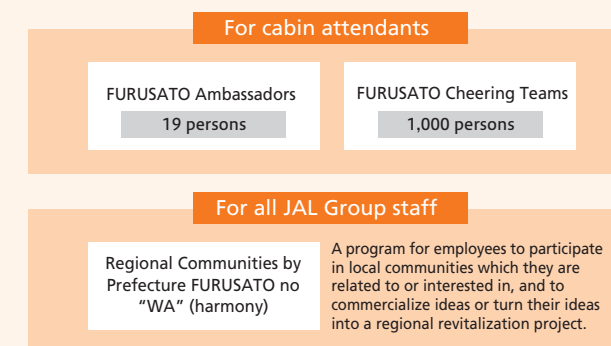 For cabin attendants
FURUSATO Ambassadors
19 persons
FURUSATO Cheering Teams
1,000 persons
For all JAL Group staff
Regional Communities by
Prefecture FURUSATO no
“WA” (harmony)
A program for employees to participate
in local communities which they are
related to or interested in, and to
commercialize ideas or turn their ideas
into a regional revitalization project.